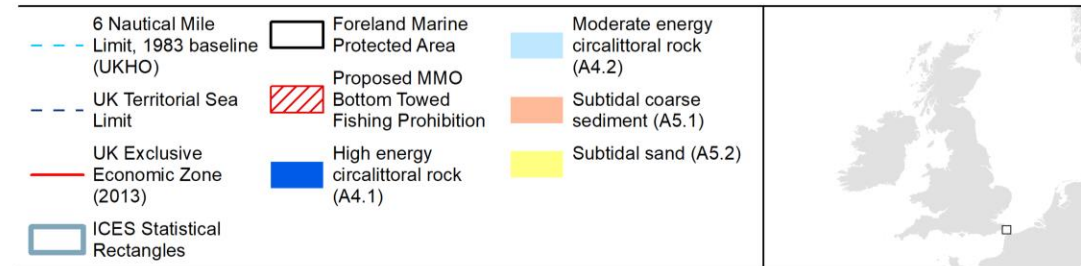 6 Nautical Mile
Limit, 1983 baseline
(UKHO)
UK Territorial Sea
Limit
UK Exclusive
Economic Zone
(2013)
ICES Statistical
Rectangles
Foreland Marine
Protected Area
Proposed MMO
Bottom Towed
Fishing Prohibition
High energy
circalittoral rock
(A4.1)
Moderate energy
circalittoral rock
(A4.2)
Subtidal coarse
sediment (A5.1)
Subtidal sand (A5.2)